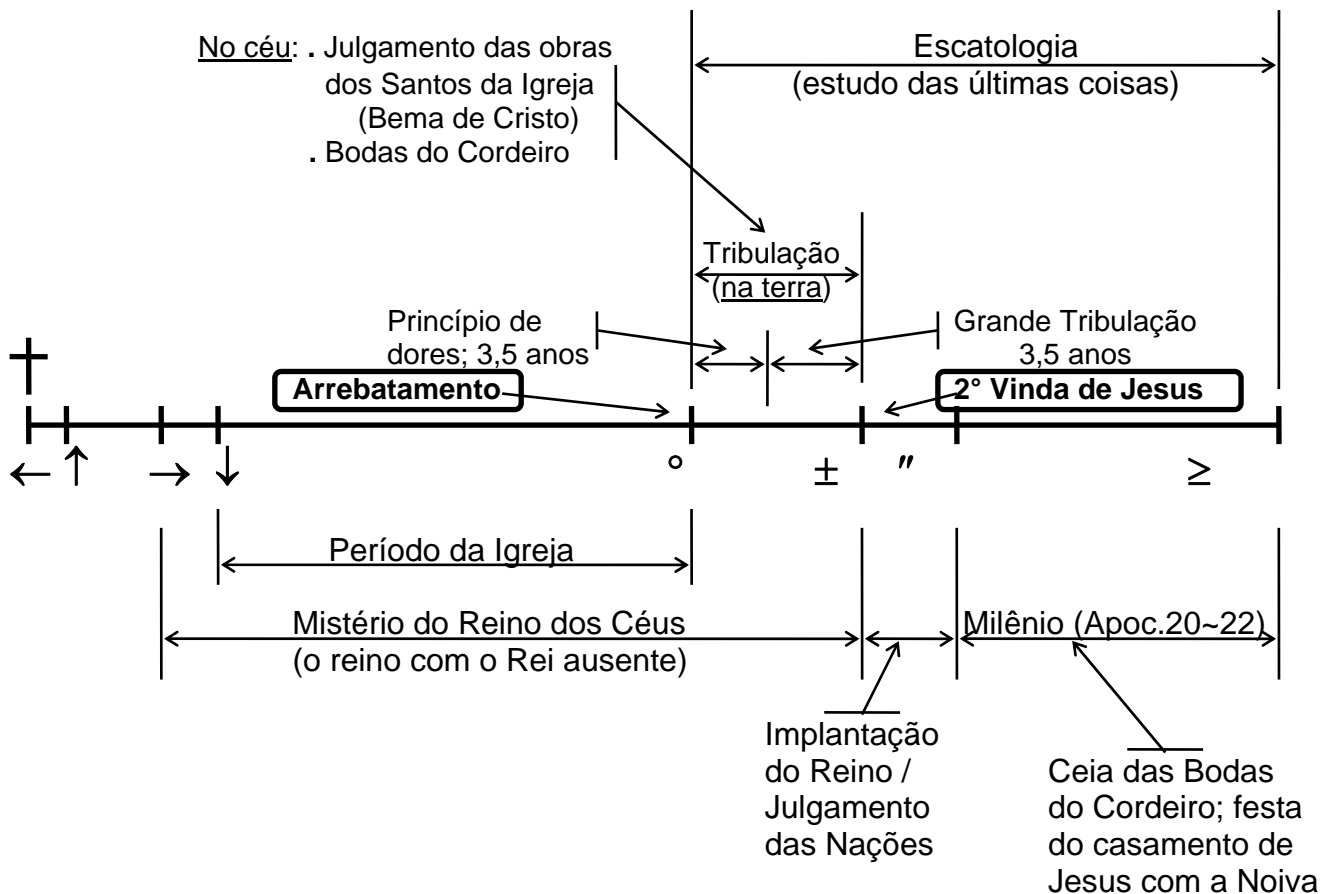 No céu: . Julgamento das obras
dos Santos da Igreja
(Bema de Cristo)
. Bodas do Cordeiro
Escatologia
(estudo das últimas coisas)
Tribulação
(na terra)
Princípio de
dores; 3,5 anos
Grande Tribulação
3,5 anos
Arrebatamento
2° Vinda de Jesus
← ↑ → ↓ ° ± ″ ≥
Período da Igreja
Mistério do Reino dos Céus
(o reino com o Rei ausente)
Milênio (Apoc.20~22)
Implantação
do Reino /
Julgamento
das Nações
Ceia das Bodas
do Cordeiro; festa
do casamento de
Jesus com a Noiva